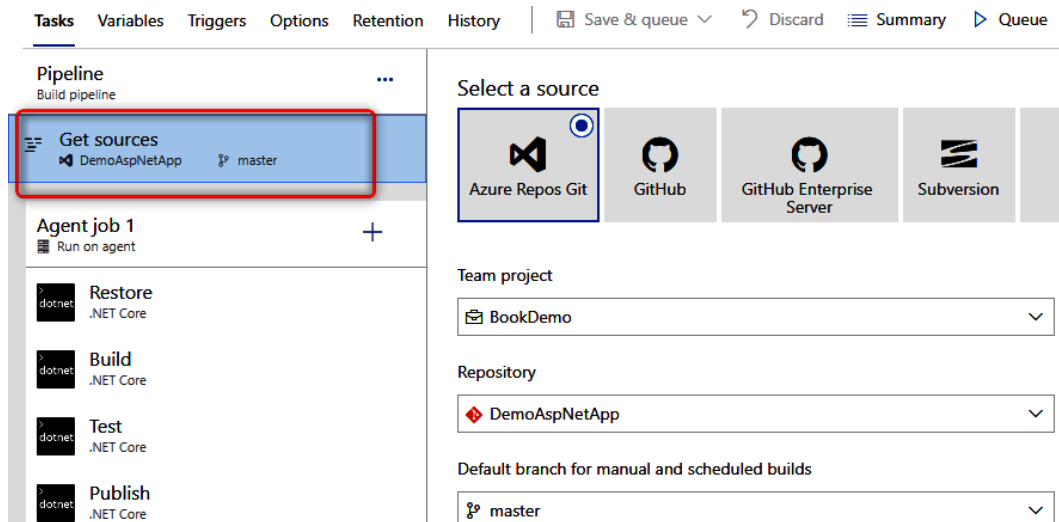 Tasks Variables Triggers Options Retention History Save & queue Discard Summary Queue
Pipeline
Build pipeline
Get sources
DemoAspNetApp master
Agent job 1
Run on agent
dotnet
Restore
.NET Core
dotnet
Build
.NET Core
dotnet
Test
.NET Core
dotnet
Publish
.NET Core
Select a source
Azure Repos Git
GitHub
GitHub Enterprise
Server
Subversion
Team project
BookDemo
Repository
DemoAspNetApp
Default branch for manual and scheduled builds
master